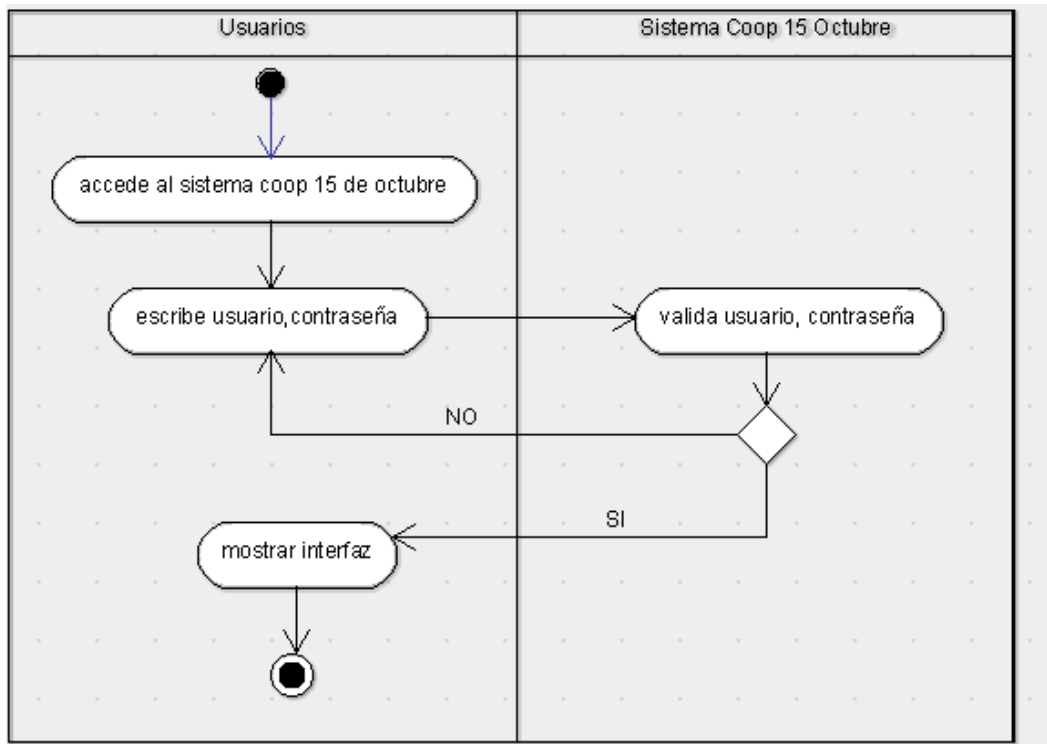 Usuarios
Sistema Coop 15 Octubre
accede al sistema coop 15 de octubre
escribe usuario,contraseña
valida usuario, contraseña
NO
SI
mostrar interfaz